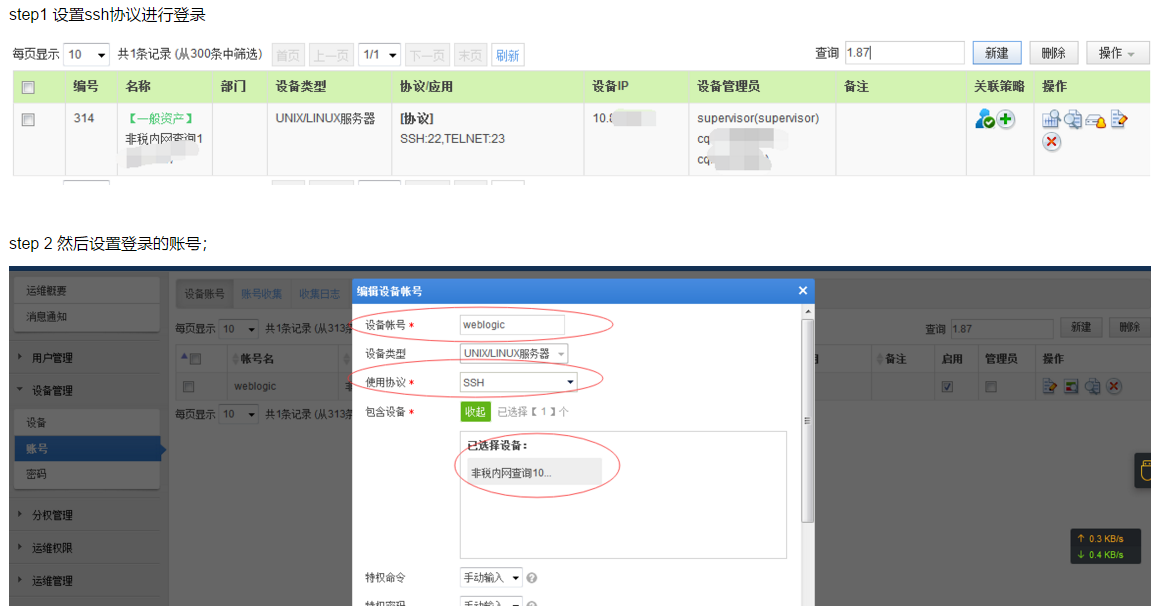 step1 设置ssh协议进行登录
每页显示 10 共1条记录 (从300条中筛选) 首页 上一页 1/1 下一页 末页 刷新 查询 1.87 新建 删除 操作
编号 名称 部门 设备类型 协议/应用 设备IP 设备管理员 备注 关联策略 操作
314 【一般资产】 UNIX/LINUX服务器 [协议] 10.0 supervisor(supervisor)
非税内网查询1 SSH:22,TELNET:23 cq
cq
step 2 然后设置登录的账号；
运维概要 设备账号 账号收集 收集日志 编辑设备帐号
消息通知
每页显示 10 共1条记录 (从313条 设备帐号 * weblogic 查询 1.87 新建 删除
用户管理 帐号名 设备类型 UNIX/LINUX服务器 备注 启用 管理员 操作
设备管理 weblogic 使用协议 * SSH
设备 每页显示 10 共1条记录 (从313条 包含设备 * 收起 已选择【 1 】个
账号 已选择设备：
密码 非税内网查询10...
分权管理
运维权限 ↑ 0.3 KB/s
↓ 0.4 KB/s
运维管理 特权命令 手动输入
特权密码 手动输入